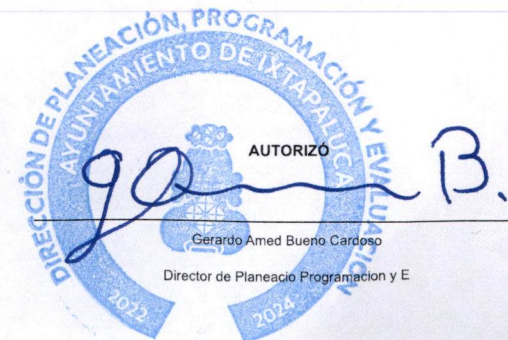 DIRECCIÓN DE PLANEACIÓN, PROGRAMACIÓN Y EVALUACIÓN
AYUNTAMIENTO DE IXTAPALUCA
AUTORIZÓ
B.
Gerardo Amed Bueno Cardoso
Director de Planeacio Programacion y E
2022
2024